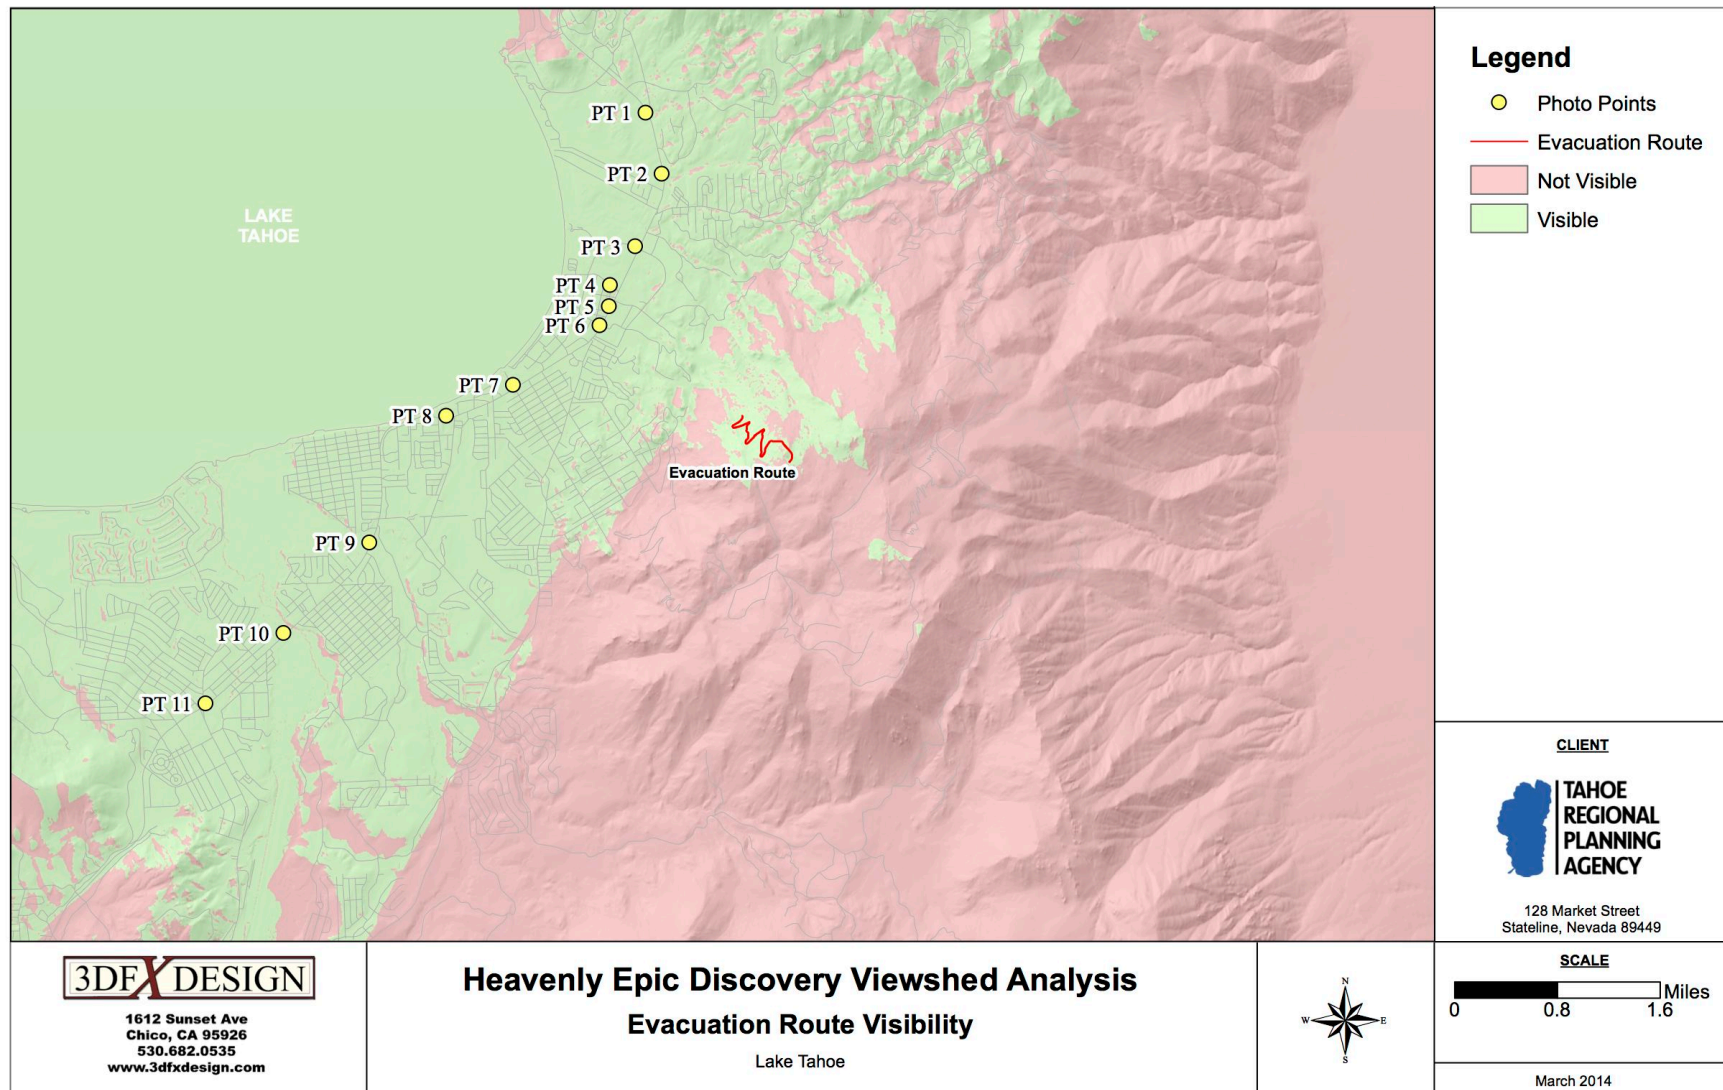 PT 1
PT 2
LAKE
TAHOE
PT 3
PT 4
PT 5
PT 6
PT 7
PT 8
Evacuation Route
PT 9
PT 10
PT 11
Legend
Photo Points
Evacuation Route
Not Visible
Visible
CLIENT
TAHOE
REGIONAL
PLANNING
AGENCY
128 Market Street
Stateline, Nevada 89449
3DFX DESIGN
1612 Sunset Ave
Chico, CA 95926
530.682.0535
www.3dfxdesign.com
Heavenly Epic Discovery Viewshed Analysis
Evacuation Route Visibility
Lake Tahoe
N
W E
S
SCALE
Miles
0 0.8 1.6
March 2014